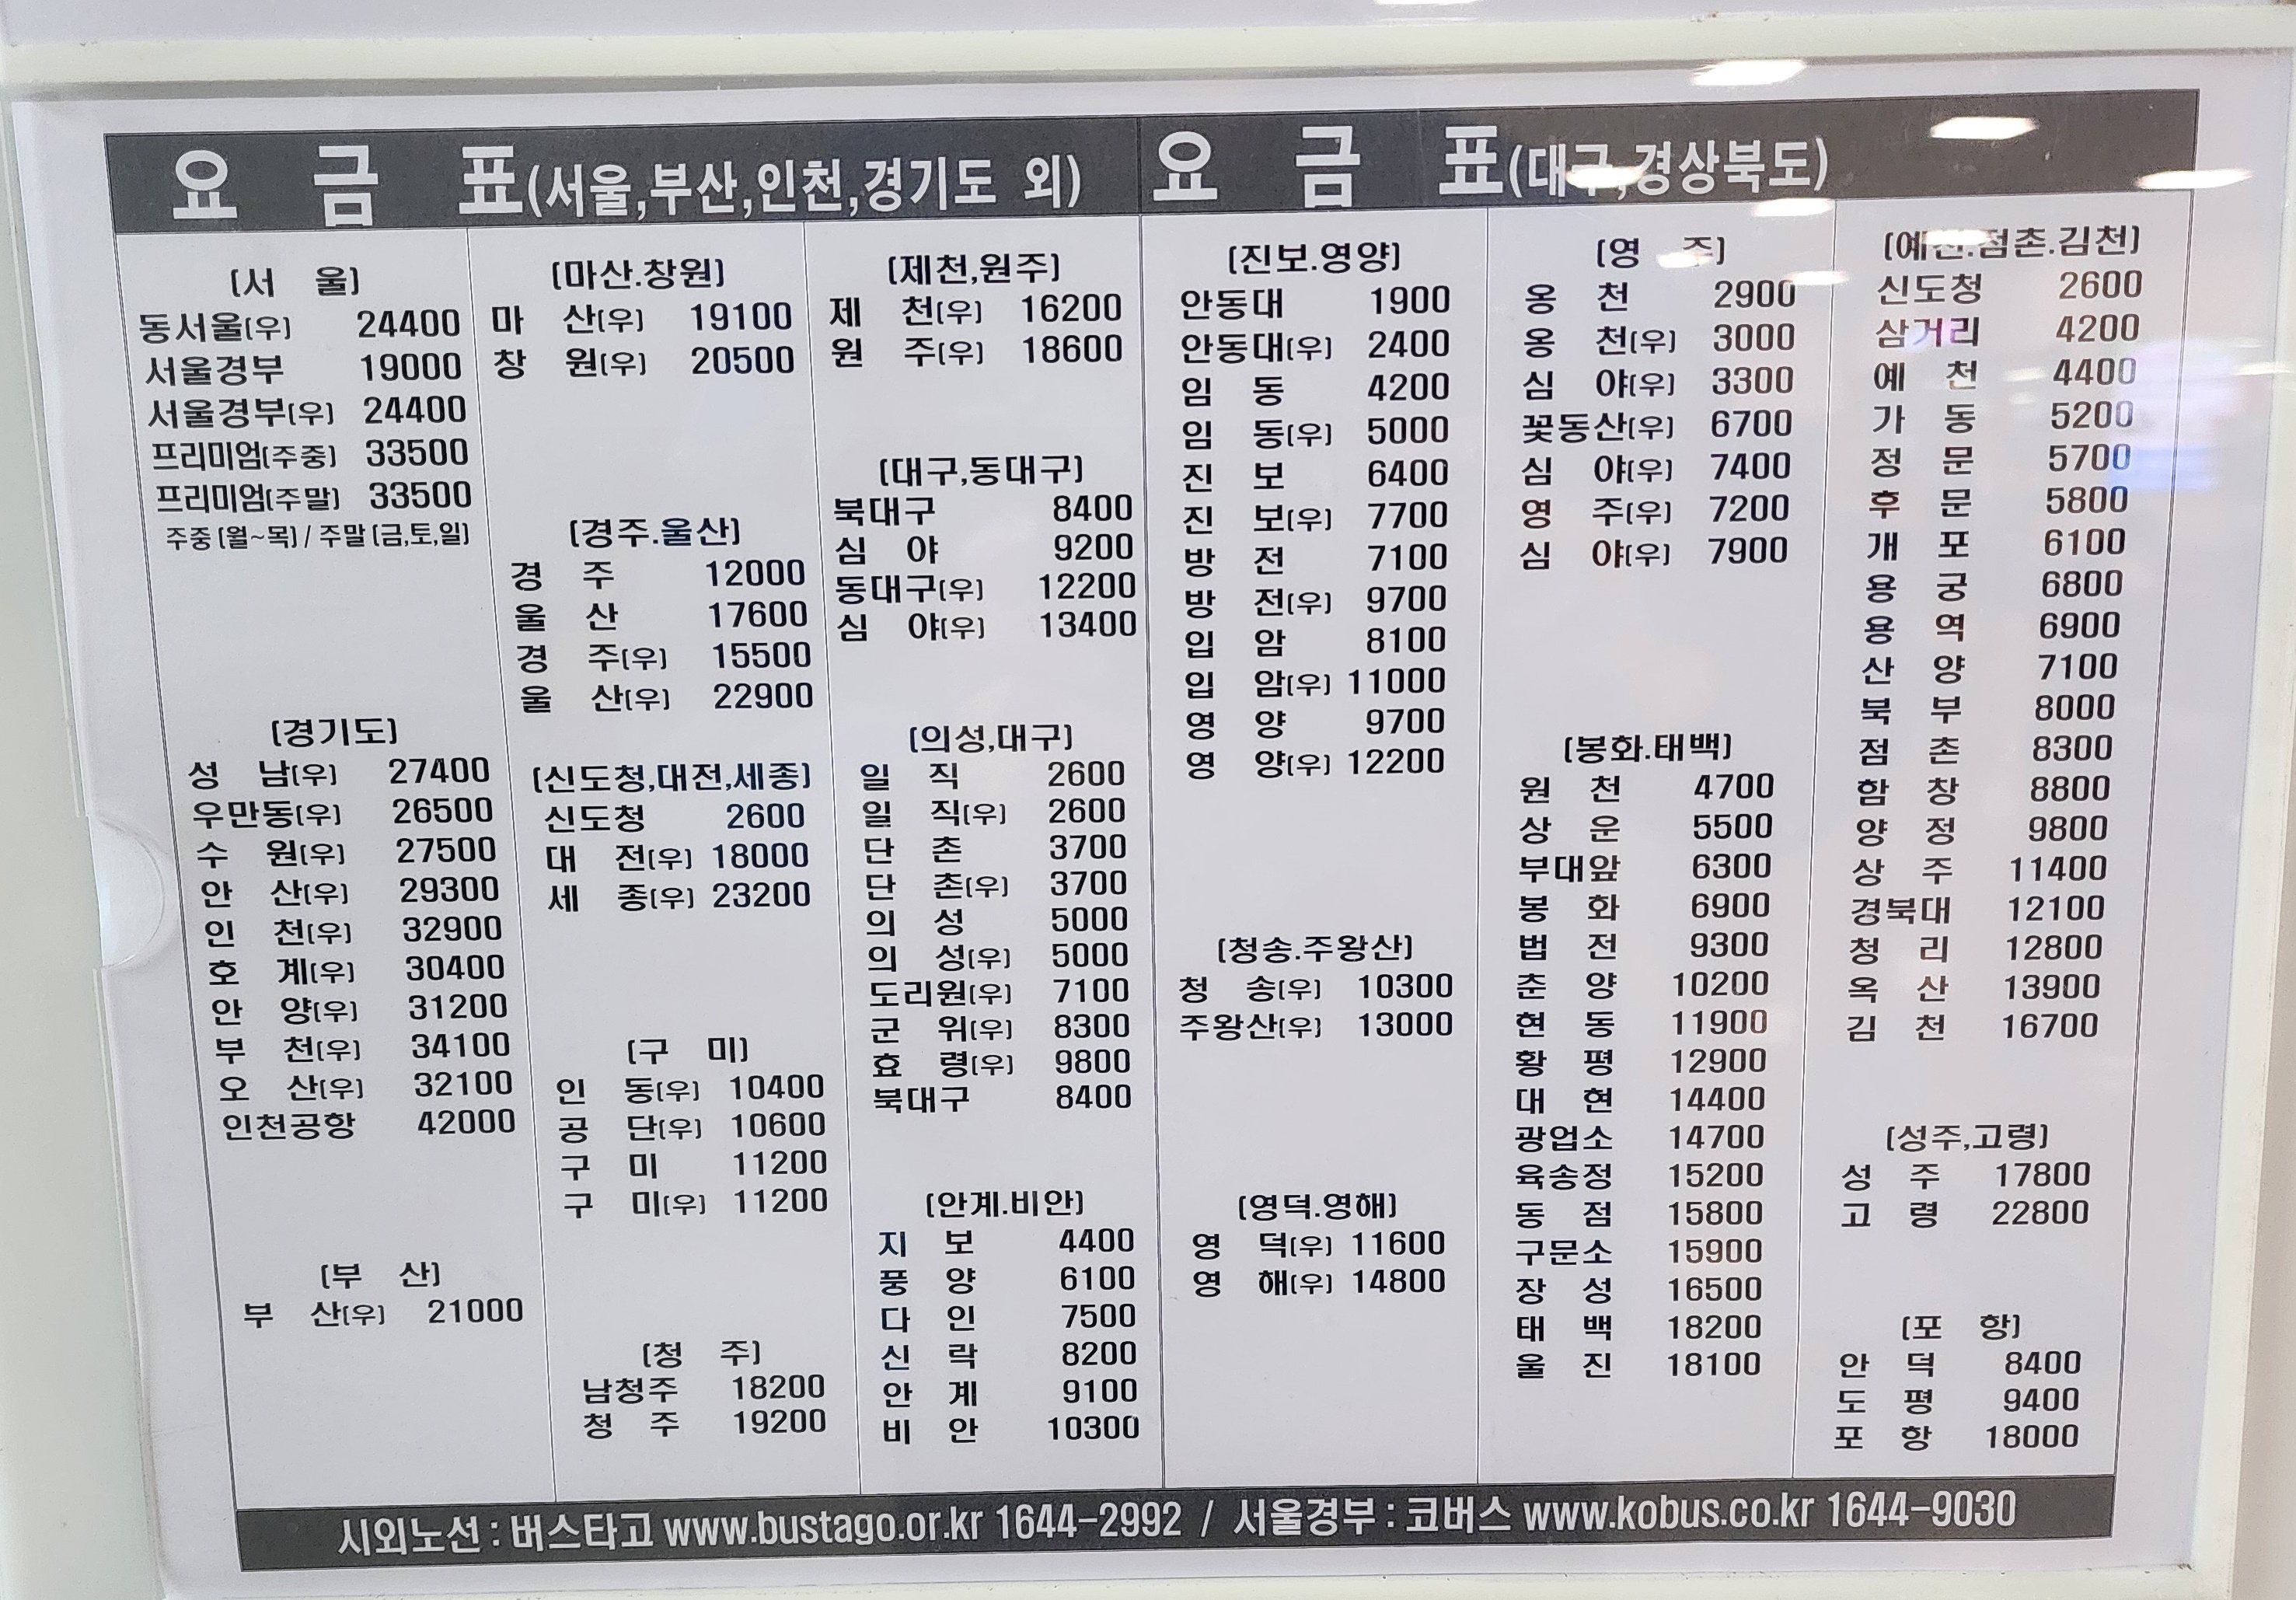 요 금 표(서울,부산,인천,경기도 외)
(서 울)
동서울(우) 24400
서울경부 19000
서울경부(우) 24400
프리미엄(주중) 33500
프리미엄(주말) 33500
주중(월~목) / 주말(금,토,일)
(경기도)
성 남(우) 27400
우만동(우) 26500
수 원(우) 27500
안 산(우) 29300
인 천(우) 32900
호 계(우) 30400
안 양(우) 31200
부 천(우) 34100
오 산(우) 32100
인천공항 42000
(부 산)
부 산(우) 21000
(마산.창원)
마 산(우) 19100
창 원(우) 20500
(경주.울산)
경 주 12000
울 산 17600
경 주(우) 15500
울 산(우) 22900
(신도청,대전,세종)
신도청 2600
대 전(우) 18000
세 종(우) 23200
(구 미)
인 동(우) 10400
공 단(우) 10600
구 미 11200
구 미(우) 11200
(청 주)
남청주 18200
청 주 19200
(제천,원주)
제 천(우) 16200
원 주(우) 18600
(대구,동대구)
북대구 8400
심 야 9200
동대구(우) 12200
심 야(우) 13400
(의성,대구)
일 직 2600
일 직(우) 2600
단 촌 3700
단 촌(우) 3700
의 성 5000
의 성(우) 5000
도리원(우) 7100
군 위(우) 8300
효 령(우) 9800
북대구 8400
(안계.비안)
지 보 4400
풍 양 6100
다 인 7500
신 락 8200
안 계 9100
비 안 10300
요 금 표(대구,경상북도)
(진보.영양)
안동대 1900
안동대(우) 2400
임 동 4200
임 동(우) 5000
진 보 6400
진 보(우) 7700
방 전 7100
방 전(우) 9700
입 암 8100
입 암(우) 11000
영 양 9700
영 양(우) 12200
(청송.주왕산)
청 송(우) 10300
주왕산(우) 13000
(영덕.영해)
영 덕(우) 11600
영 해(우) 14800
(영 주)
옹 천 2900
옹 천(우) 3000
심 야(우) 3300
꽃동산(우) 6700
심 야(우) 7400
영 주(우) 7200
심 야(우) 7900
(봉화.태백)
원 천 4700
상 운 5500
부대앞 6300
봉 화 6900
법 전 9300
춘 양 10200
현 동 11900
황 평 12900
대 현 14400
광업소 14700
육송정 15200
동 점 15800
구문소 15900
장 성 16500
태 백 18200
울 진 18100
(예천.점촌.김천)
신도청 2600
삼거리 4200
예 천 4400
가 동 5200
정 문 5700
후 문 5800
개 포 6100
용 궁 6800
용 역 6900
산 양 7100
북 부 8000
점 촌 8300
함 창 8800
양 정 9800
상 주 11400
경북대 12100
청 리 12800
옥 산 13900
김 천 16700
(성주,고령)
성 주 17800
고 령 22800
(포 항)
안 덕 8400
도 평 9400
포 항 18000
시외노선 : 버스타고 www.bustago.or.kr 1644-2992 / 서울경부 : 코버스 www.kobus.co.kr 1644-9030